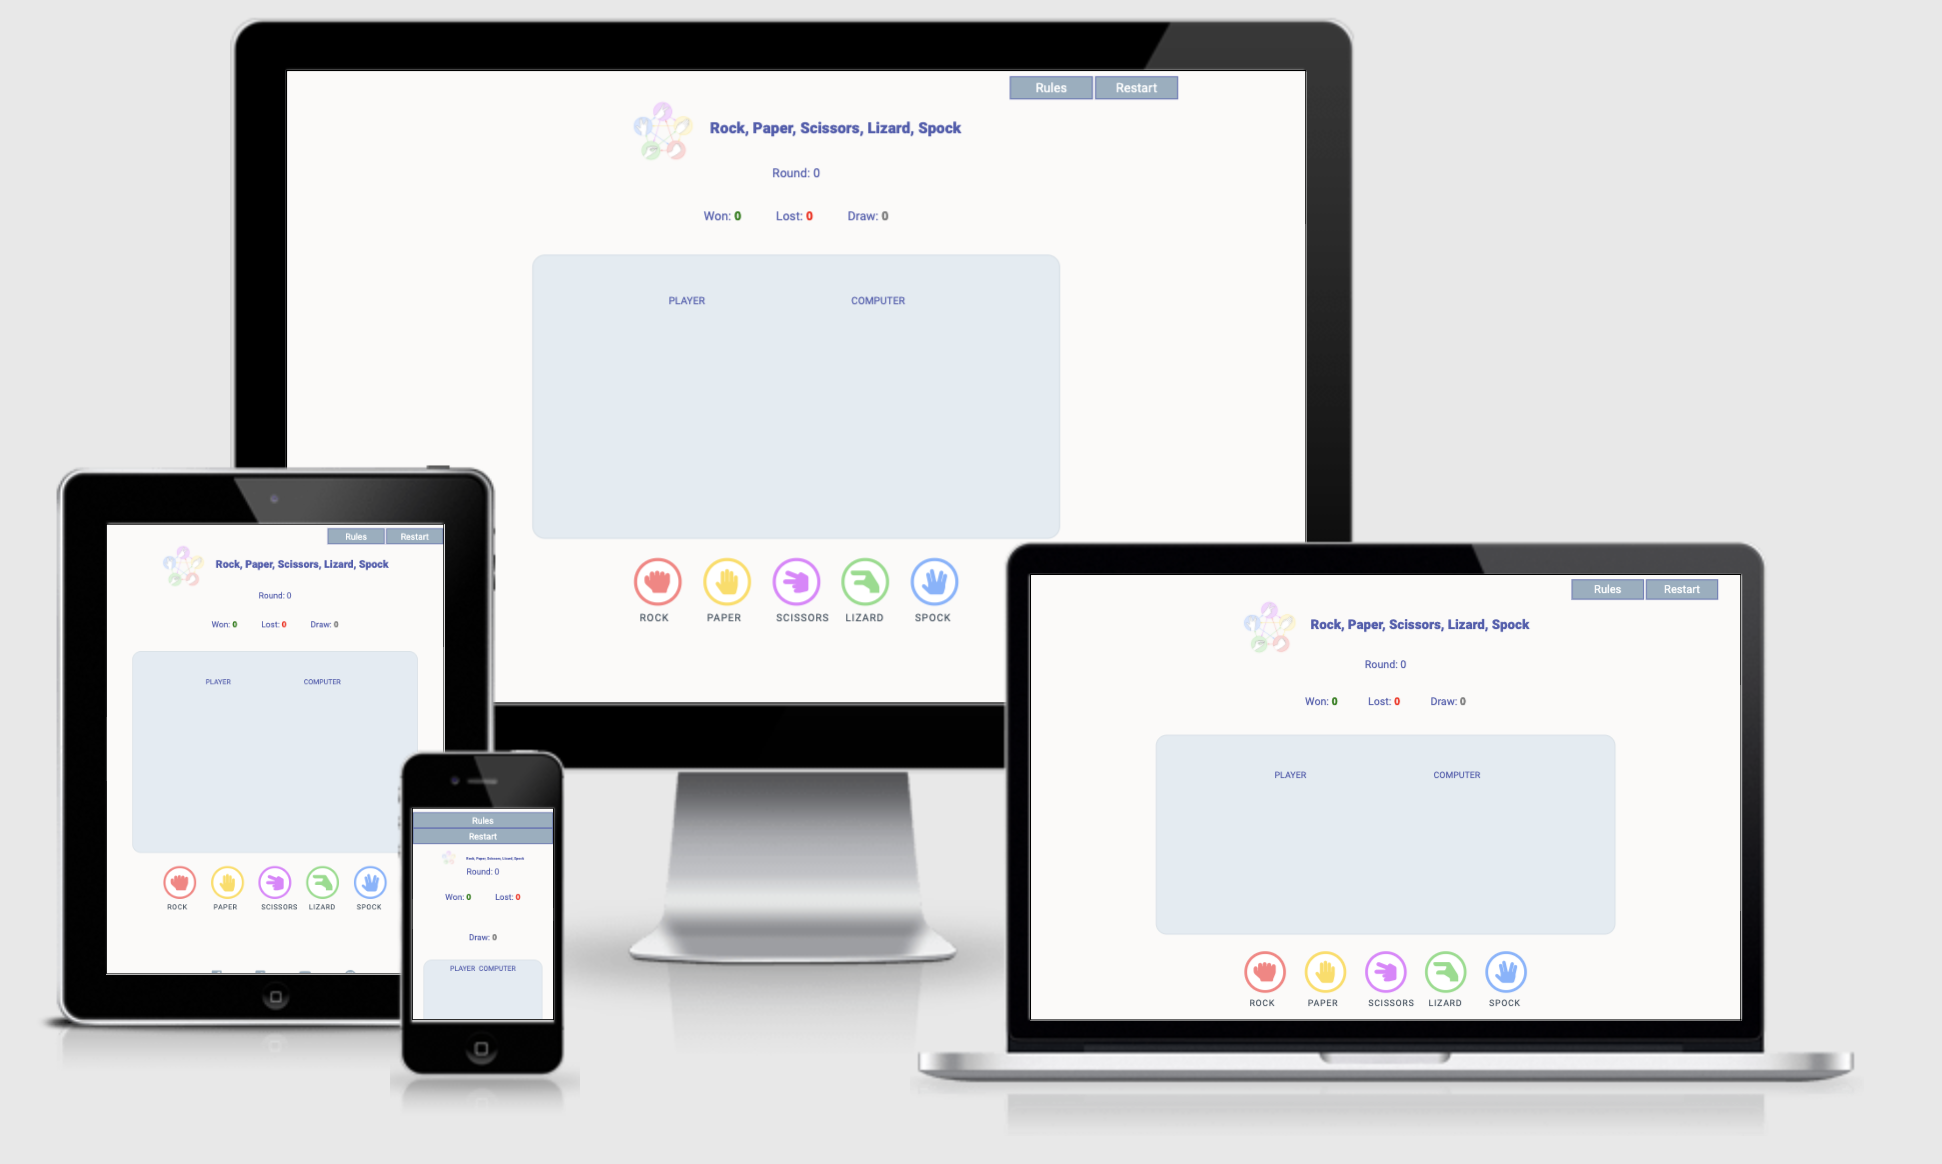 Rules Restart
Rock, Paper, Scissors, Lizard, Spock
Round: 0
Won: 0 Lost: 0 Draw: 0
PLAYER COMPUTER
ROCK PAPER SCISSORS LIZARD SPOCK
Rules Restart
Rock, Paper, Scissors, Lizard, Spock
Round: 0
Won: 0 Lost: 0 Draw: 0
PLAYER COMPUTER
ROCK PAPER SCISSORS LIZARD SPOCK
Rules
Restart
Rock, Paper, Scissors, Lizard, Spock
Round: 0
Won: 0 Lost: 0
Draw: 0
PLAYER COMPUTER
Rules Restart
Rock, Paper, Scissors, Lizard, Spock
Round: 0
Won: 0 Lost: 0 Draw: 0
PLAYER COMPUTER
ROCK PAPER SCISSORS LIZARD SPOCK